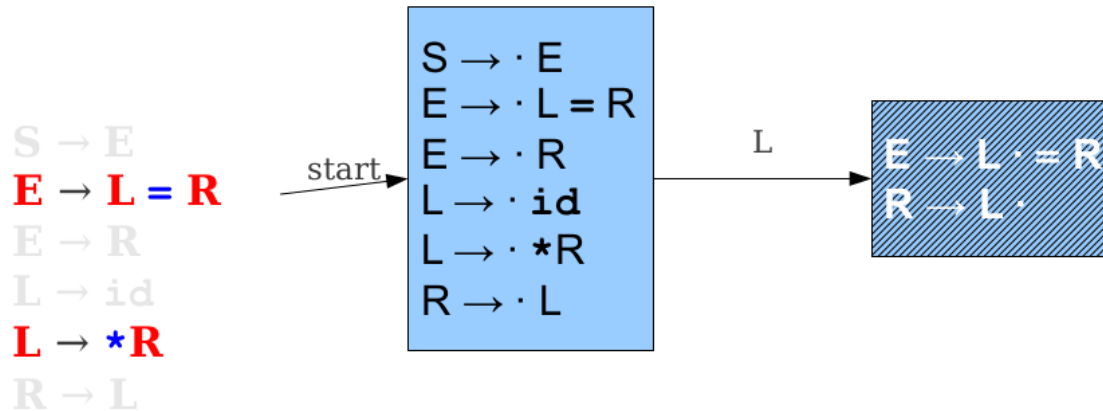 S → E
E → L = R
E → R
L → id
L → *R
R → L
start
S → · E
E → · L = R
E → · R
L → · id
L → · *R
R → · L
L
E → L · = R
R → L ·